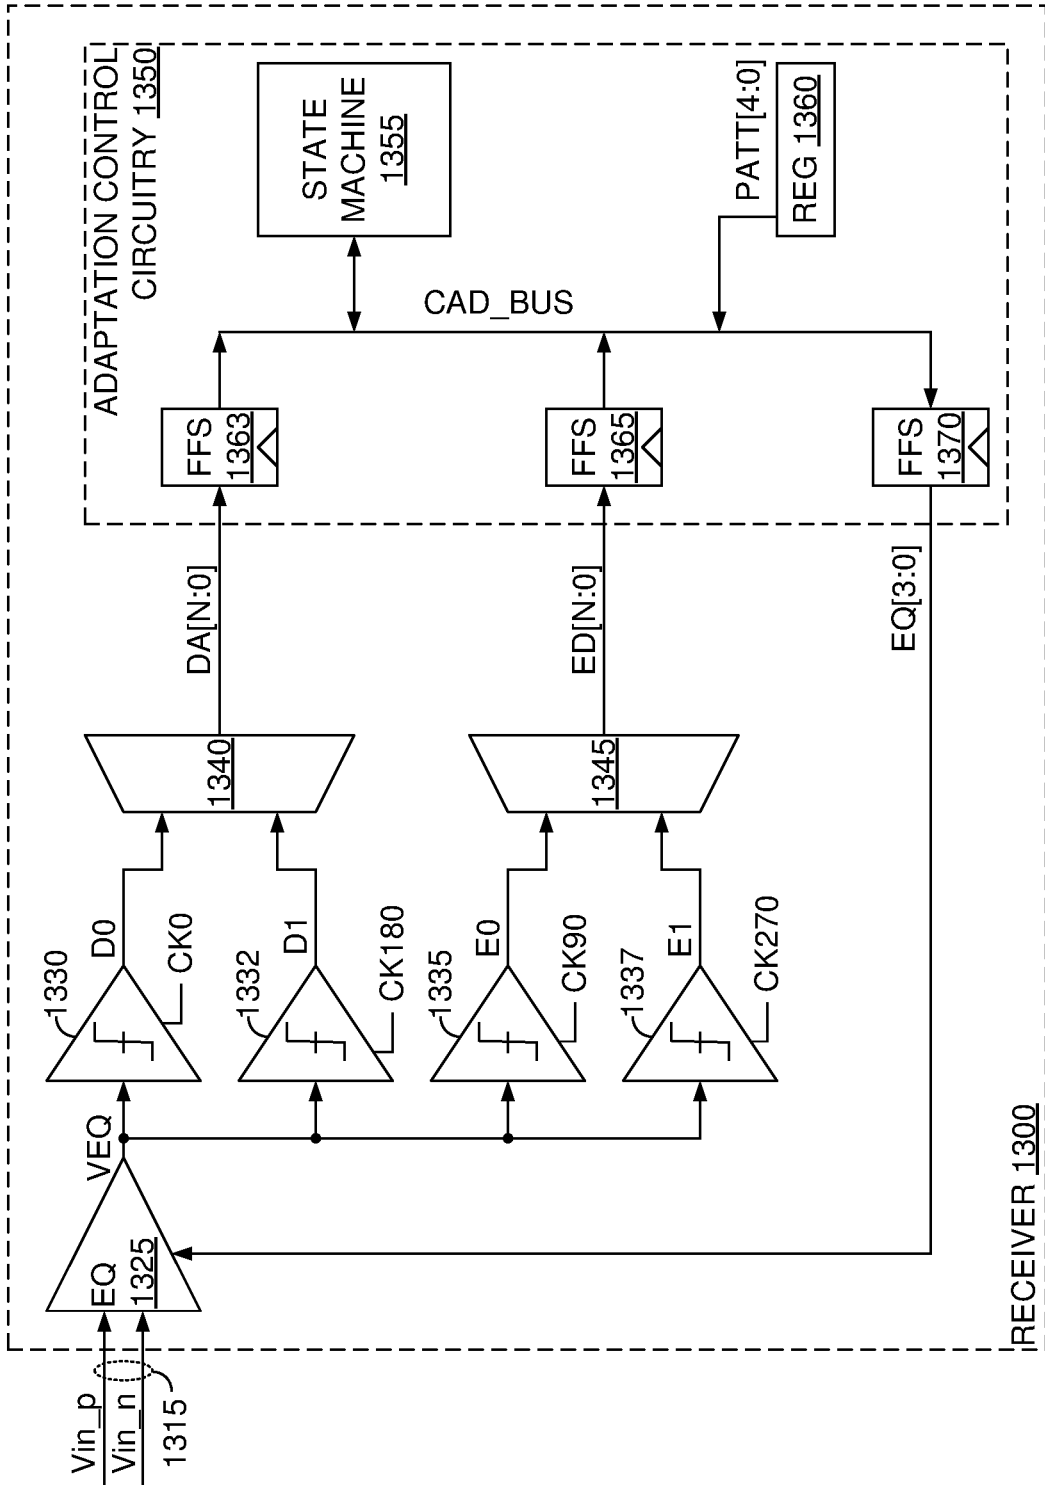 Vin_p
Vin_n
1315
EQ
1325
VEQ
1330
D0
CK0
1332
D1
CK180
1335
E0
CK90
1337
E1
CK270
1340
1345
DA[N:0]
ED[N:0]
EQ[3:0]
ADAPTATION CONTROL
CIRCUITRY 1350
FFS
1363
FFS
1365
FFS
1370
CAD_BUS
STATE
MACHINE
1355
PATT[4:0]
REG 1360
RECEIVER 1300